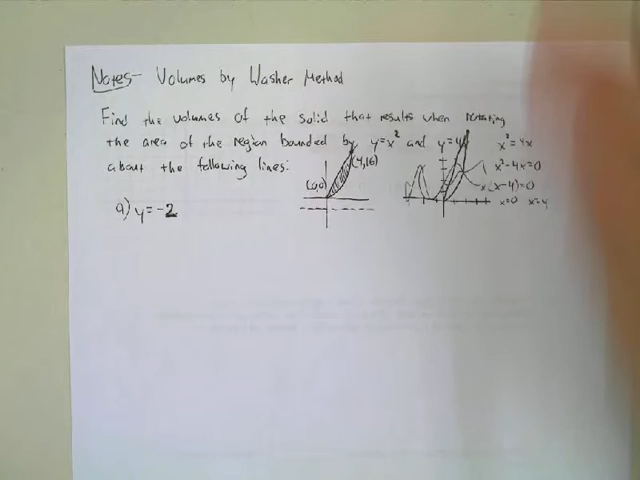 Notes- Volumes by Washer Method
Find the volumes of the solid that results when rotating
the area of the region bounded by y=x² and y=4x
about the following lines:
x²=4x
x²-4x=0
x(x-4)=0
x=0 x=4
(4,16)
(0,0)
a) y=-2